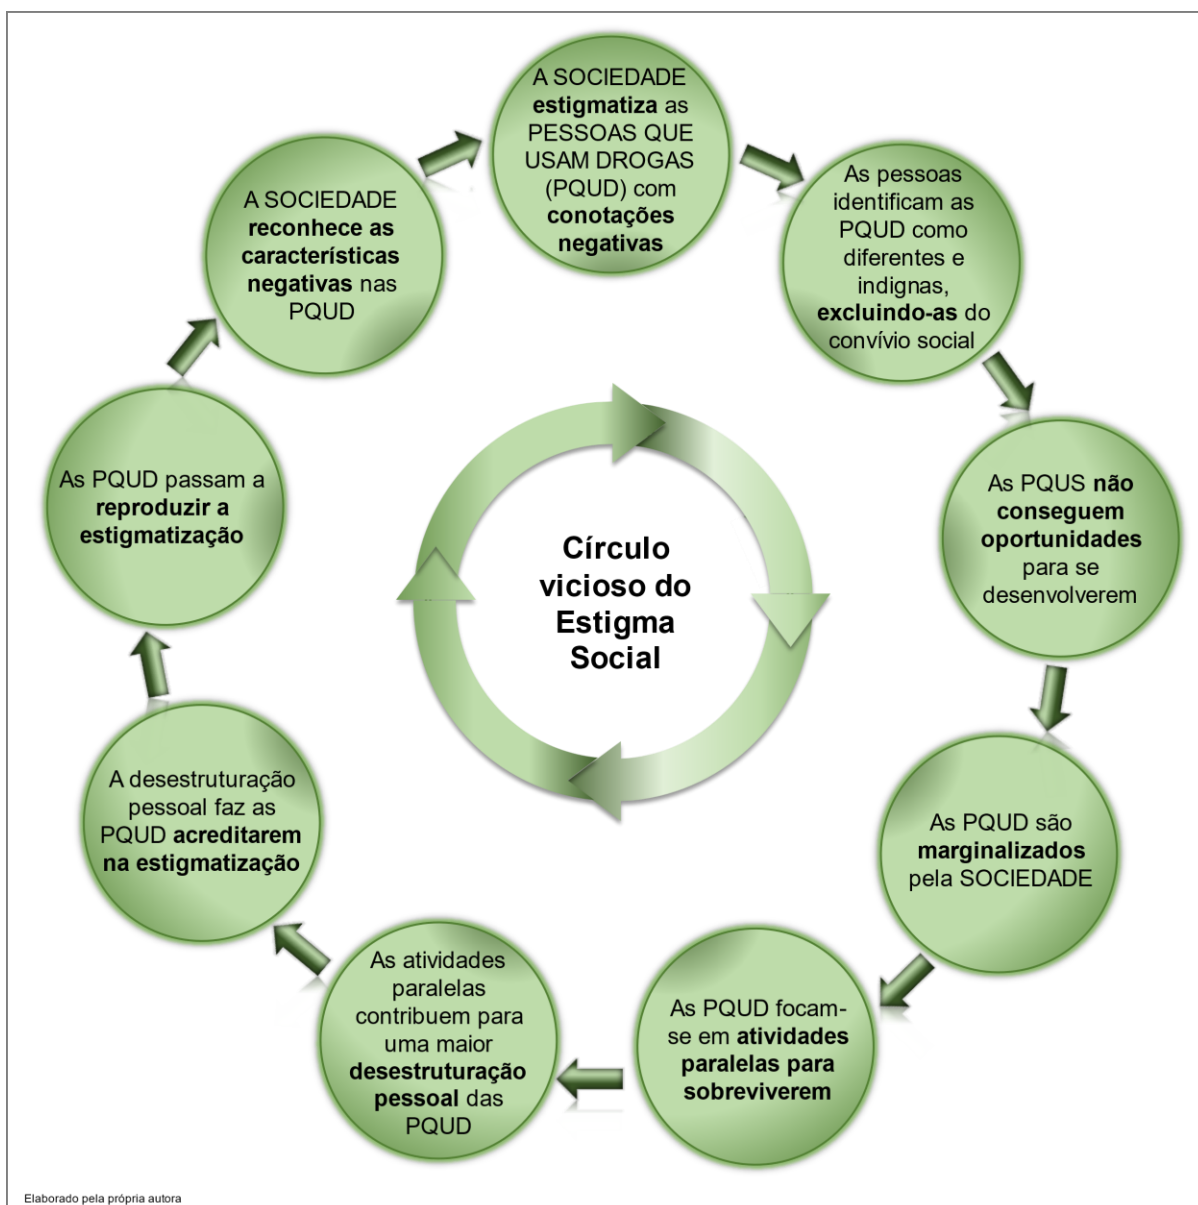 A SOCIEDADE
estigmatiza as
PESSOAS QUE
USAM DROGAS
(PQUD) com
conotações
negativas
As pessoas
identificam as
PQUD como
diferentes e
indignas,
excluindo-as do
convívio social
As PQUS não
conseguem
oportunidades
para se
desenvolverem
As PQUD são
marginalizados
pela SOCIEDADE
As PQUD focam-
se em atividades
paralelas para
sobreviverem
As atividades
paralelas
contribuem para
uma maior
desestruturação
pessoal das
PQUD
A desestruturação
pessoal faz as
PQUD acreditarem
na estigmatização
As PQUD passam a
reproduzir a
estigmatização
A SOCIEDADE
reconhece as
características
negativas nas
PQUD
Círculo
vicioso do
Estigma
Social
Elaborado pela própria autora